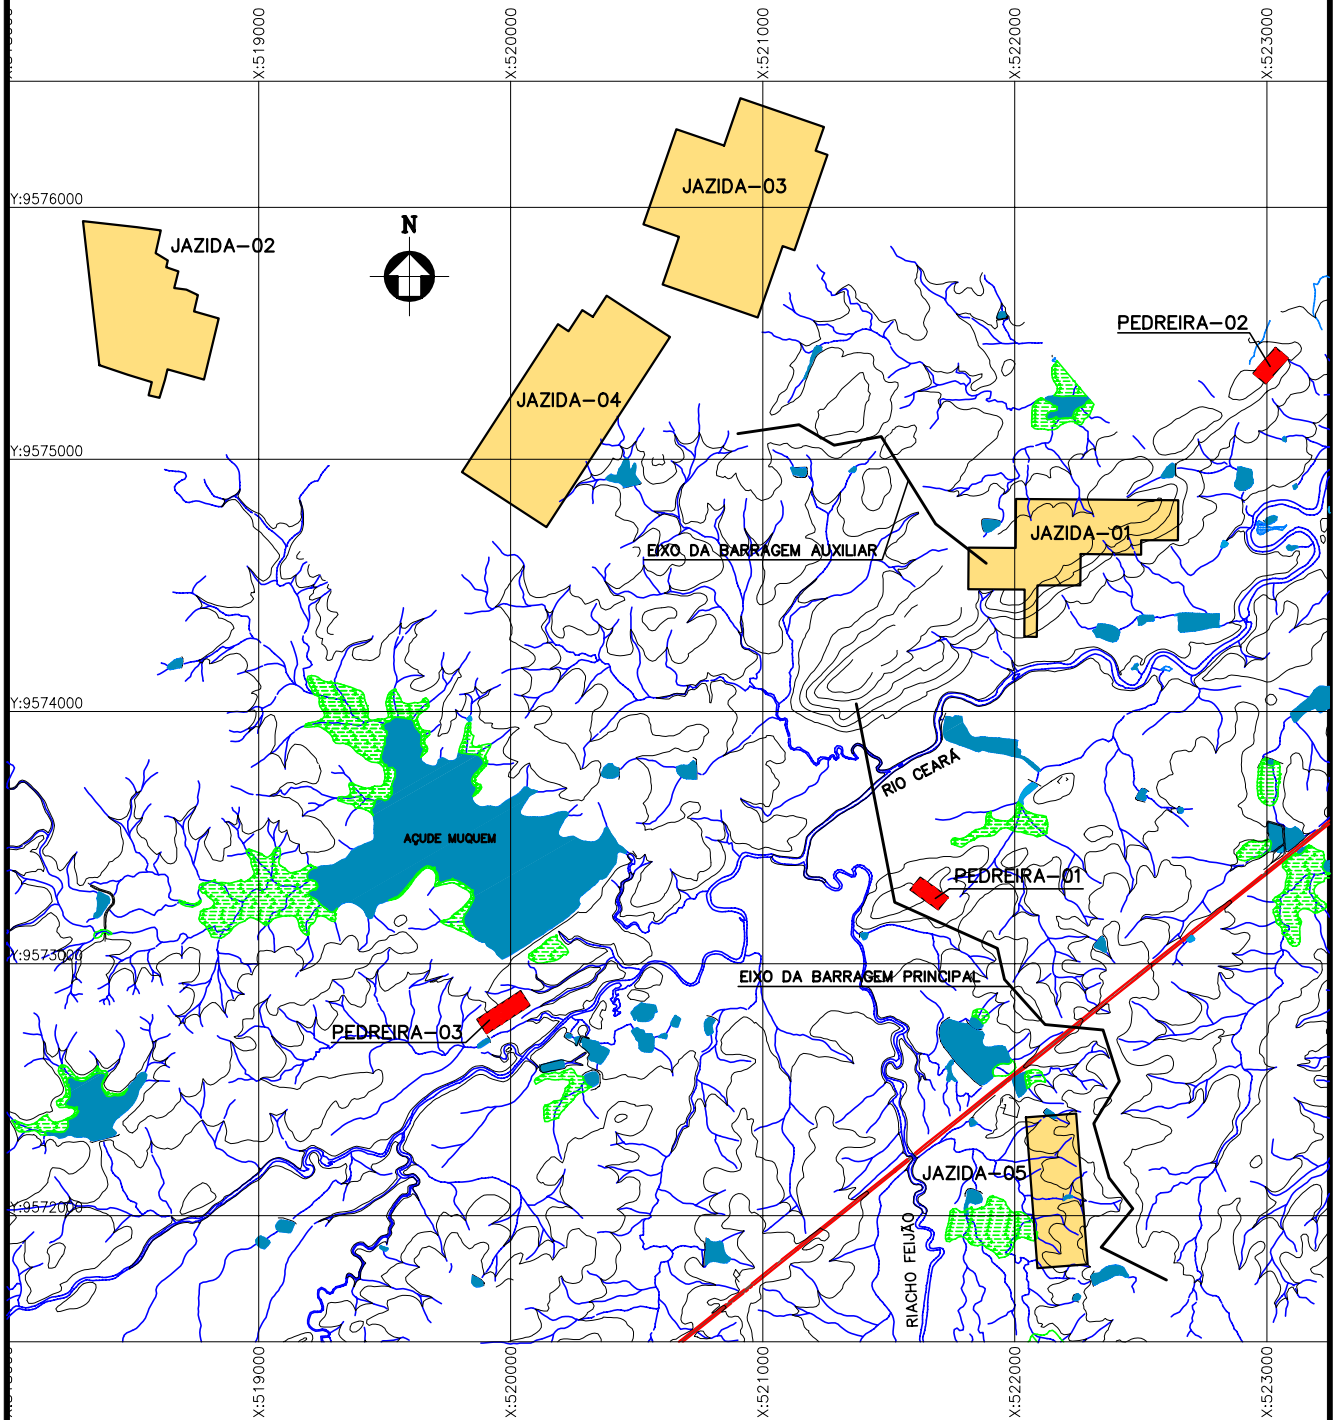 X:519000
X:520000
X:521000
X:522000
X:523000
JAZIDA-03
Y:9576000
N
JAZIDA-02
PEDREIRA-02
JAZIDA-04
Y:9575000
JAZIDA-01
EIXO DA BARRAGEM AUXILIAR
Y:9574000
RIO CEARÁ
AÇUDE MUQUEM
PEDREIRA-01
Y:9573000
EIXO DA BARRAGEM PRINCIPAL
PEDREIRA-03
JAZIDA-05
Y:9572000
RIACHO FEIJÃO
X:519000
X:520000
X:521000
X:522000
X:523000